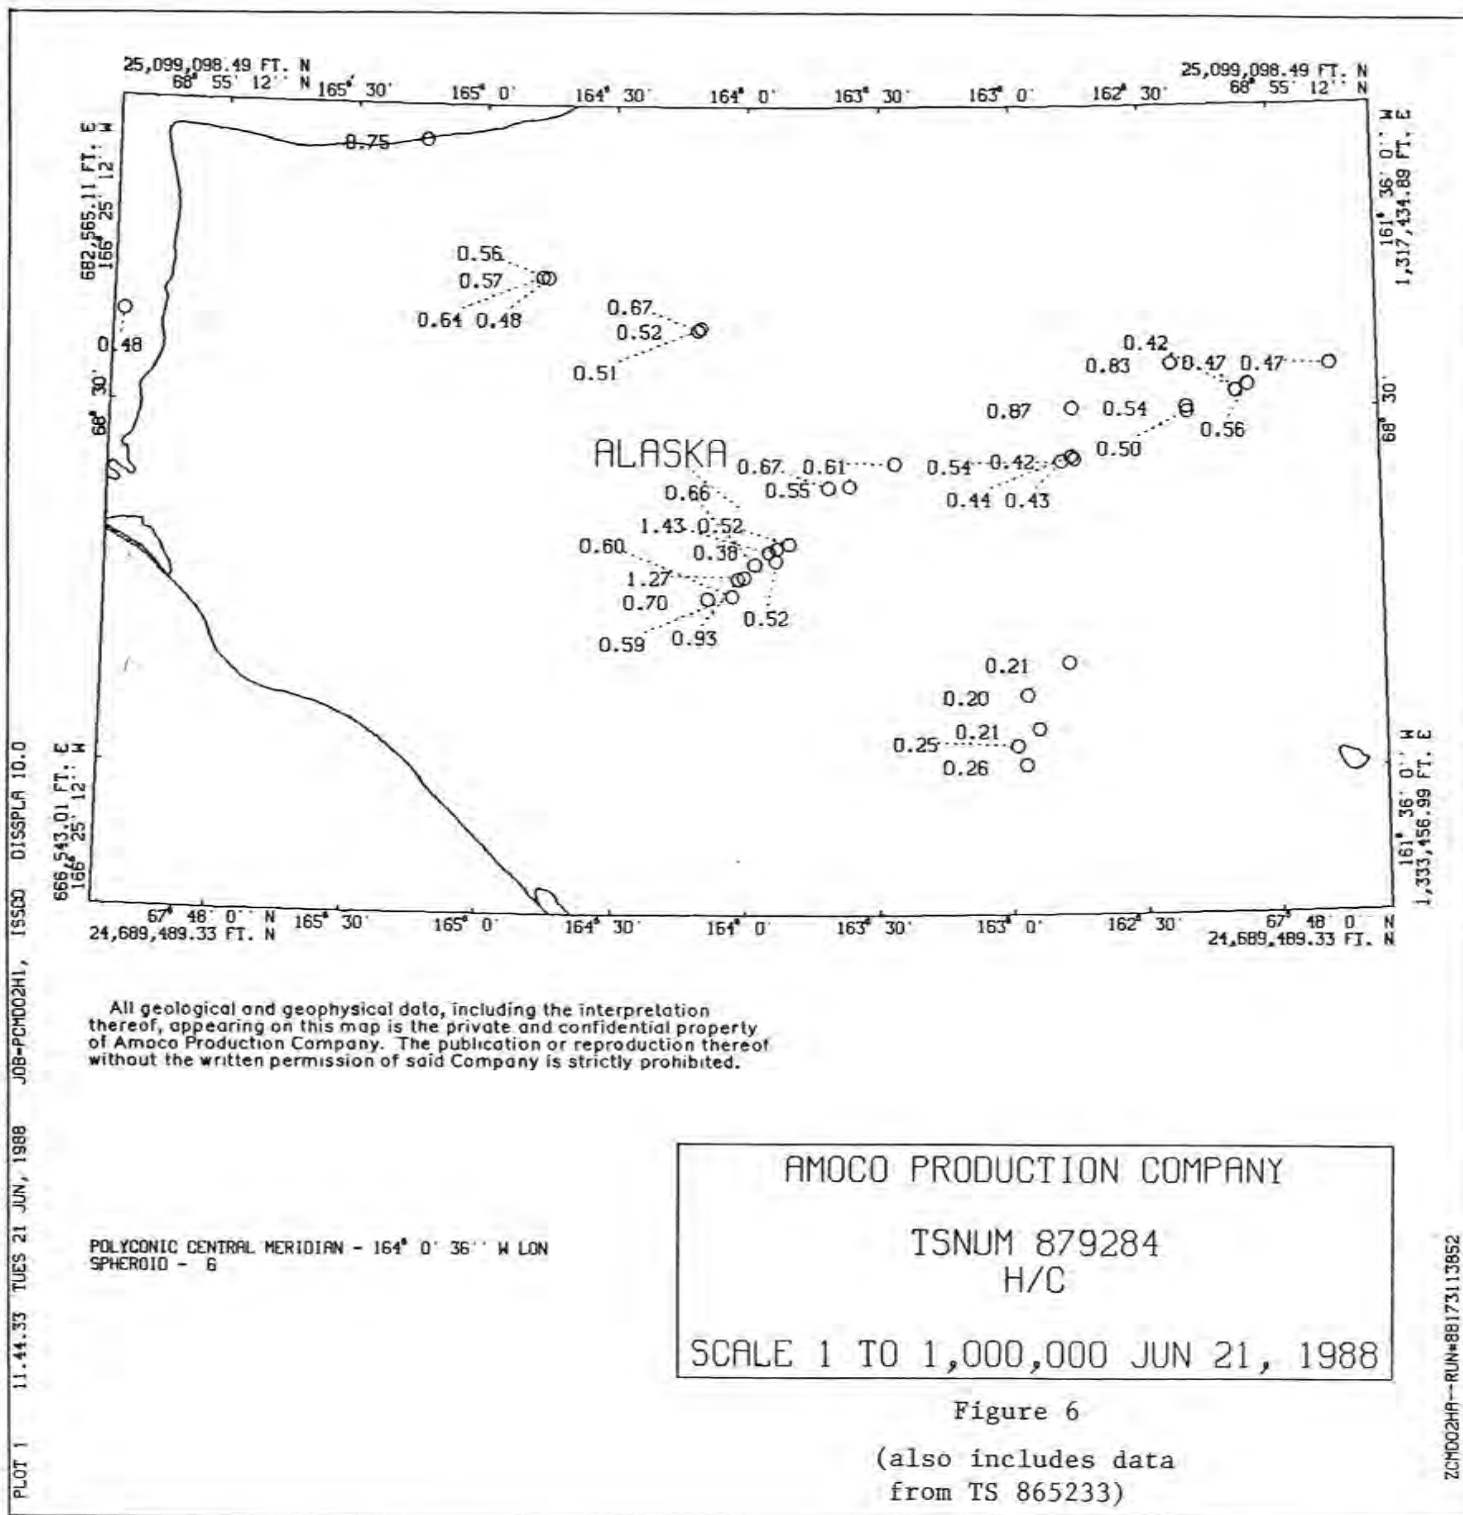 25,099,098.49 FT. N
68° 55' 12'' N
165° 30'
165° 0'
164° 30'
164° 0'
163° 30'
163° 0'
162° 30'
25,099,098.49 FT. N
68° 55' 12'' N
682,565.11 FT. E
166° 25' 12'' W
161° 36' 0'' W
1,317,434.89 FT. E
0.75
0.56
0.57
0.64 0.48
0.67
0.52
0.51
0.48
68° 30'
68° 30'
0.42
0.83
0.47
0.47
0.87
0.54
0.56
0.50
ALASKA
0.67
0.61
0.54
0.42
0.55
0.44 0.43
0.66
1.43
0.52
0.60
0.38
1.27
0.70
0.52
0.59
0.93
0.21
0.20
0.21
0.25
0.26
666,543.01 FT. E
166° 25' 12'' W
161° 36' 0'' W
1,333,456.99 FT. E
67° 48' 0'' N
24,689,489.33 FT. N
165° 30'
165° 0'
164° 30'
164° 0'
163° 30'
163° 0'
162° 30'
67° 48' 0'' N
24,689,489.33 FT. N
All geological and geophysical data, including the interpretation
thereof, appearing on this map is the private and confidential property
of Amoco Production Company. The publication or reproduction thereof
without the written permission of said Company is strictly prohibited.
POLYCONIC CENTRAL MERIDIAN - 164° 0' 36'' W LON
SPHEROID - 6
AMOCO PRODUCTION COMPANY
TSNUM 879284
H/C
SCALE 1 TO 1,000,000 JUN 21, 1988
Figure 6
(also includes data
from TS 865233)
PLOT 1 11.44.33 TUES 21 JUN, 1988 JOB=PCMDO2H1, ISSCO DISSPLA 10.0
ZCMDO2HA--RUN#88173113852